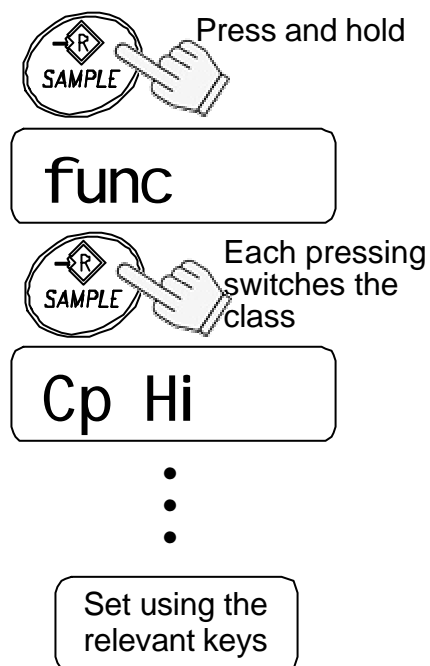 Press and hold
R
SAMPLE
func
Each pressing
switches the
class
R
SAMPLE
Cp Hi
Set using the
relevant keys